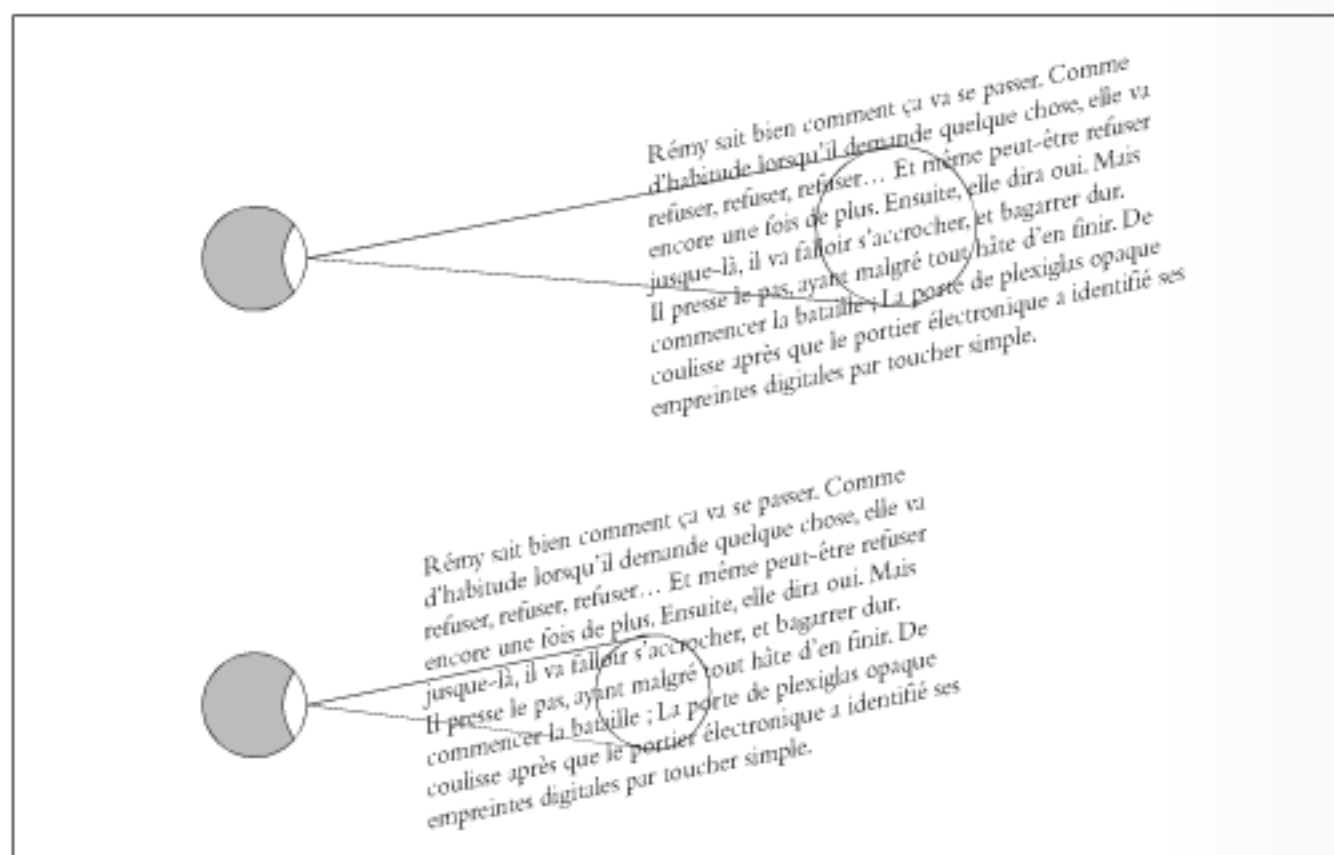 Rémy sait bien comment ça va se passer. Comme
d'habitude lorsqu'il demande quelque chose, elle va
refuser, refuser, refuser… Et même peut-être refuser
encore une fois de plus. Ensuite, elle dira oui. Mais
jusque-là, il va falloir s'accrocher, et bagarrer dur.
Il presse le pas, ayant malgré tout hâte d'en finir. De
commencer la bataille ; La porte de plexiglas opaque
coulisse après que le portier électronique a identifié ses
empreintes digitales par toucher simple.
Rémy sait bien comment ça va se passer. Comme
d'habitude lorsqu'il demande quelque chose, elle va
refuser, refuser, refuser… Et même peut-être refuser
encore une fois de plus. Ensuite, elle dira oui. Mais
jusque-là, il va falloir s'accrocher, et bagarrer dur.
Il presse le pas, ayant malgré tout hâte d'en finir. De
commencer la bataille ; La porte de plexiglas opaque
coulisse après que le portier électronique a identifié ses
empreintes digitales par toucher simple.